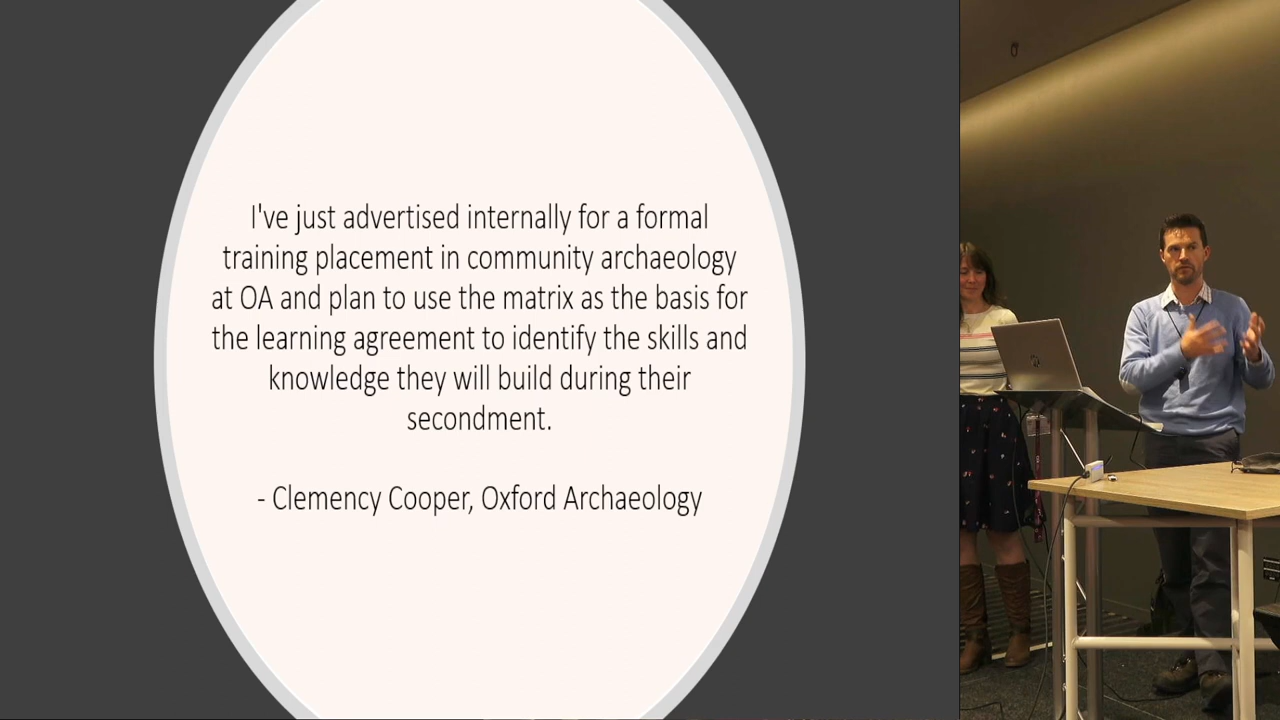 I've just advertised internally for a formal
training placement in community archaeology
at OA and plan to use the matrix as the basis for
the learning agreement to identify the skills and
knowledge they will build during their
secondment.
- Clemency Cooper, Oxford Archaeology